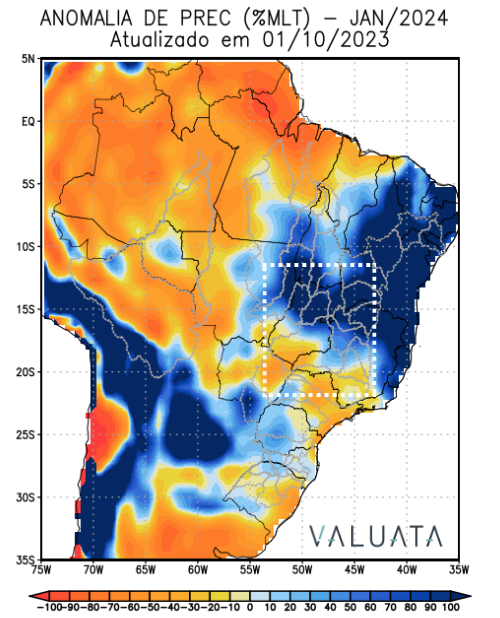 ANOMALIA DE PREC (%MLT) – JAN/2024
Atualizado em 01/10/2023
5N
EQ
5S
10S
15S
20S
25S
30S
35S
75W 70W 65W 60W 55W 50W 45W 40W 35W
VALUATA
-100 -90 -80 -70 -60 -50 -40 -30 -20 -10 0 10 20 30 40 50 60 70 80 90 100